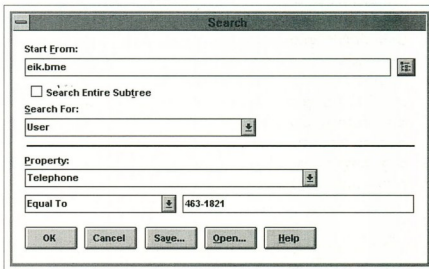 Search
Start From:
eik.bme
Search Entire Subtree
Search For:
User
Property:
Telephone
Equal To 463-1821
OK Cancel Save... Open... Help